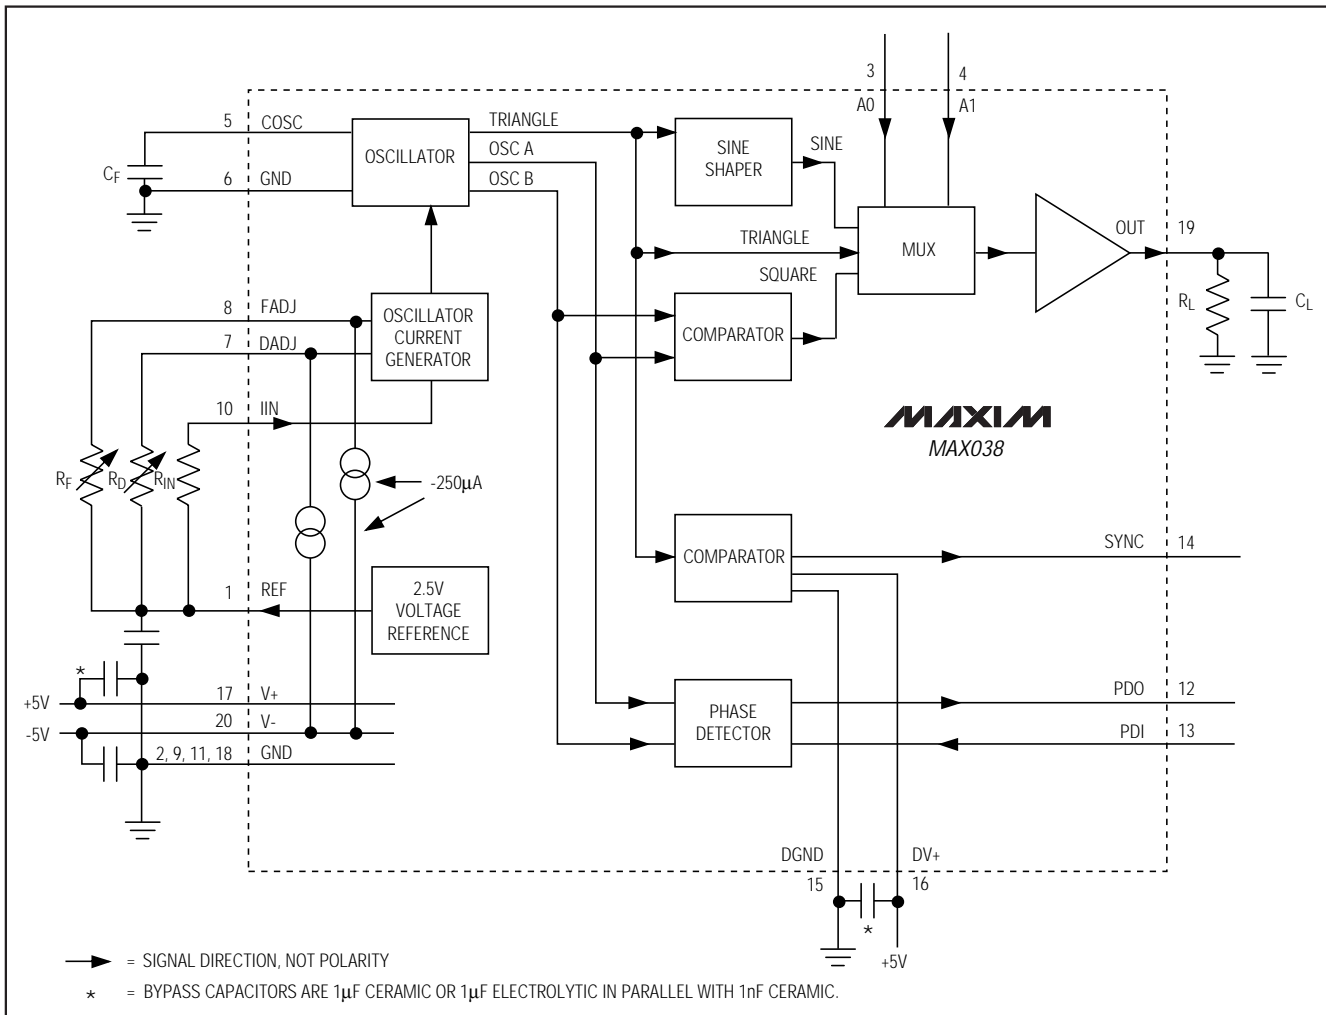 3
4
A0
A1
5
COSC
OSCILLATOR
TRIANGLE
OSC A
OSC B
SINE
SHAPER
SINE
CF
6
GND
TRIANGLE
MUX
OUT
19
SQUARE
RL
CL
8
FADJ
OSCILLATOR
CURRENT
GENERATOR
7
DADJ
COMPARATOR
10
IIN
MAXIM
MAX038
RF
RD
RIN
-250µA
COMPARATOR
SYNC
14
1
REF
2.5V
VOLTAGE
REFERENCE
*
+5V
17
V+
-5V
20
V-
2, 9, 11, 18
GND
PHASE
DETECTOR
PDO
12
PDI
13
DGND
DV+
15
16
*
+5V
= SIGNAL DIRECTION, NOT POLARITY
* = BYPASS CAPACITORS ARE 1µF CERAMIC OR 1µF ELECTROLYTIC IN PARALLEL WITH 1nF CERAMIC.